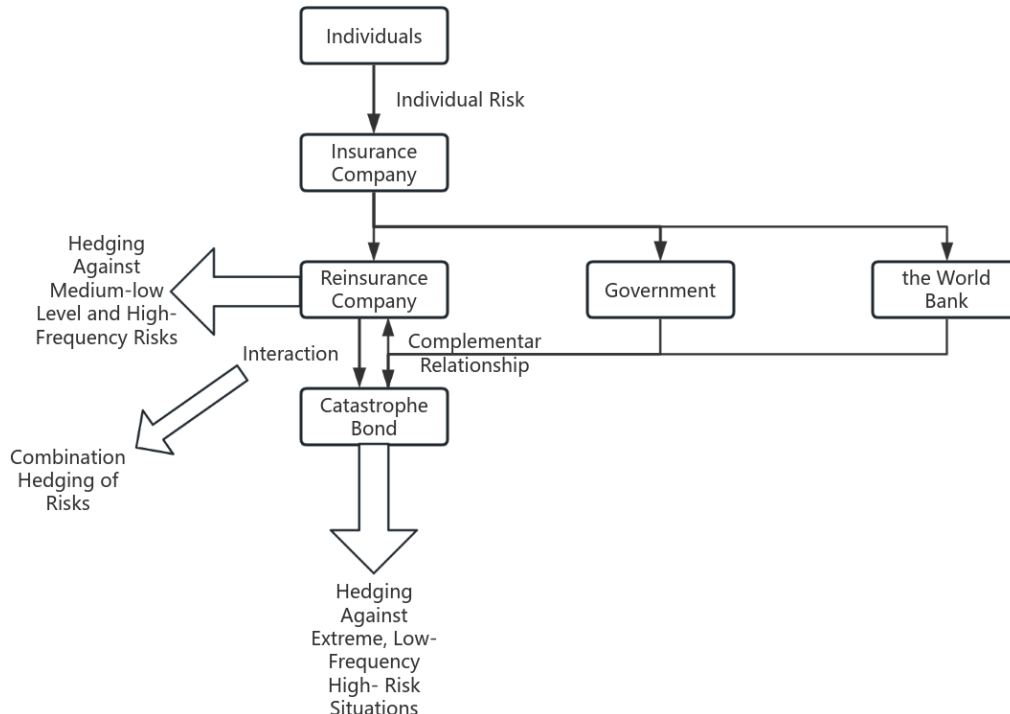 Individuals
Individual Risk
Insurance
Company
Hedging
Against
Medium-low
Level and High-
Frequency Risks
Reinsurance
Company
Government
the World
Bank
Interaction
Complementar
Relationship
Catastrophe
Bond
Combination
Hedging of
Risks
Hedging
Against
Extreme, Low-
Frequency
High- Risk
Situations